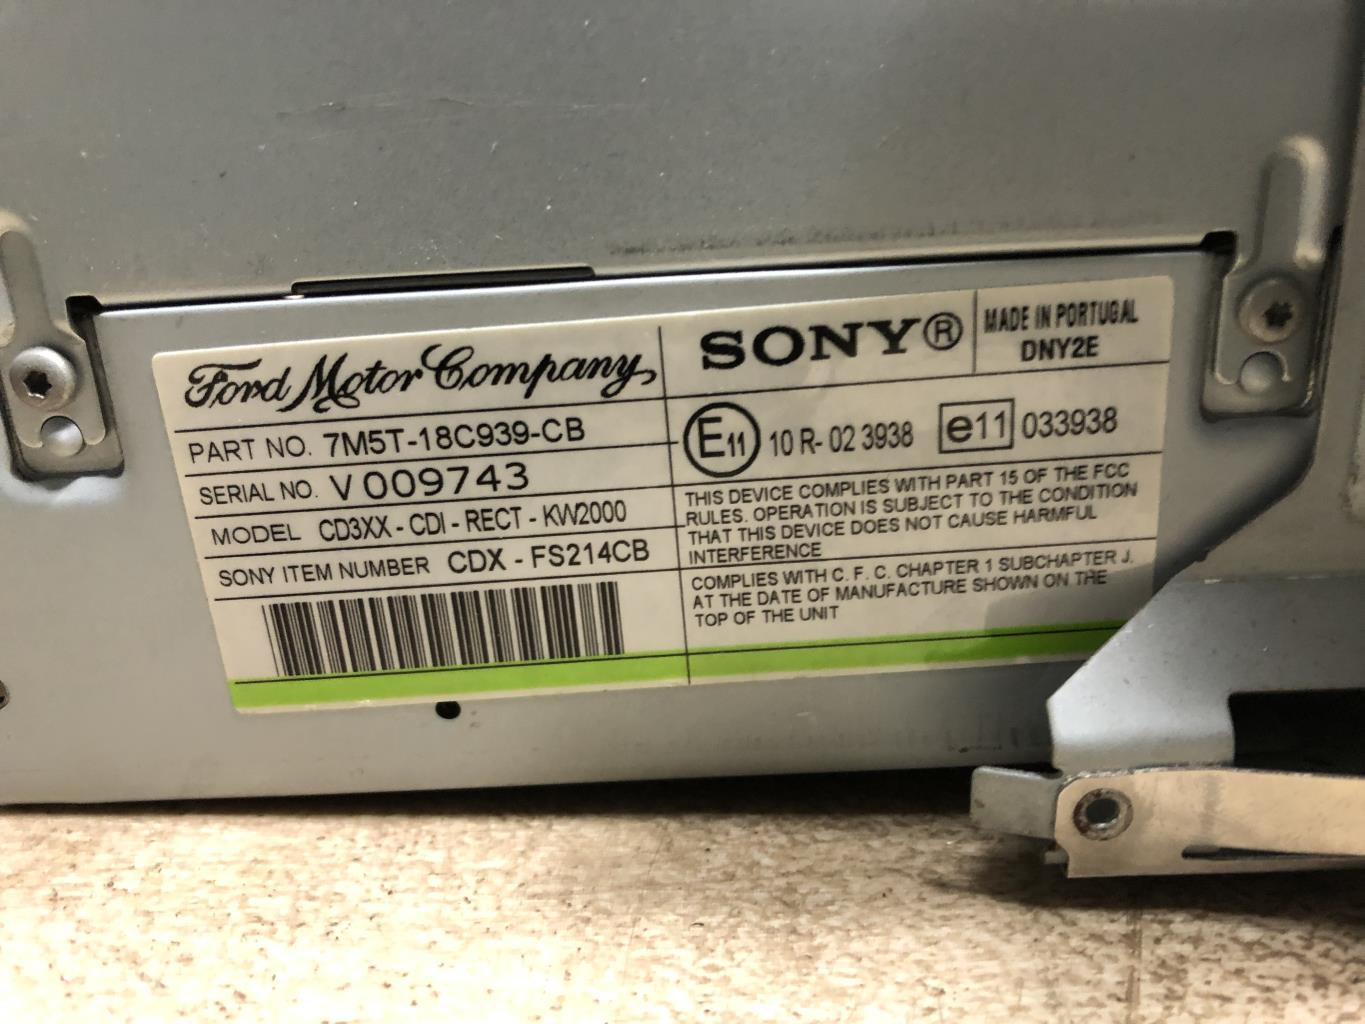 Ford Motor Company
PART NO. 7M5T-18C939-CB
SERIAL NO. V009743
MODEL CD3XX - CDI - RECT - KW2000
SONY ITEM NUMBER CDX - FS214CB
SONY®
MADE IN PORTUGAL
DNY2E
E11 10 R- 02 3938 e11 033938
THIS DEVICE COMPLIES WITH PART 15 OF THE FCC
RULES. OPERATION IS SUBJECT TO THE CONDITION
THAT THIS DEVICE DOES NOT CAUSE HARMFUL
INTERFERENCE
COMPLIES WITH C. F. C. CHAPTER 1 SUBCHAPTER J.
AT THE DATE OF MANUFACTURE SHOWN ON THE
TOP OF THE UNIT